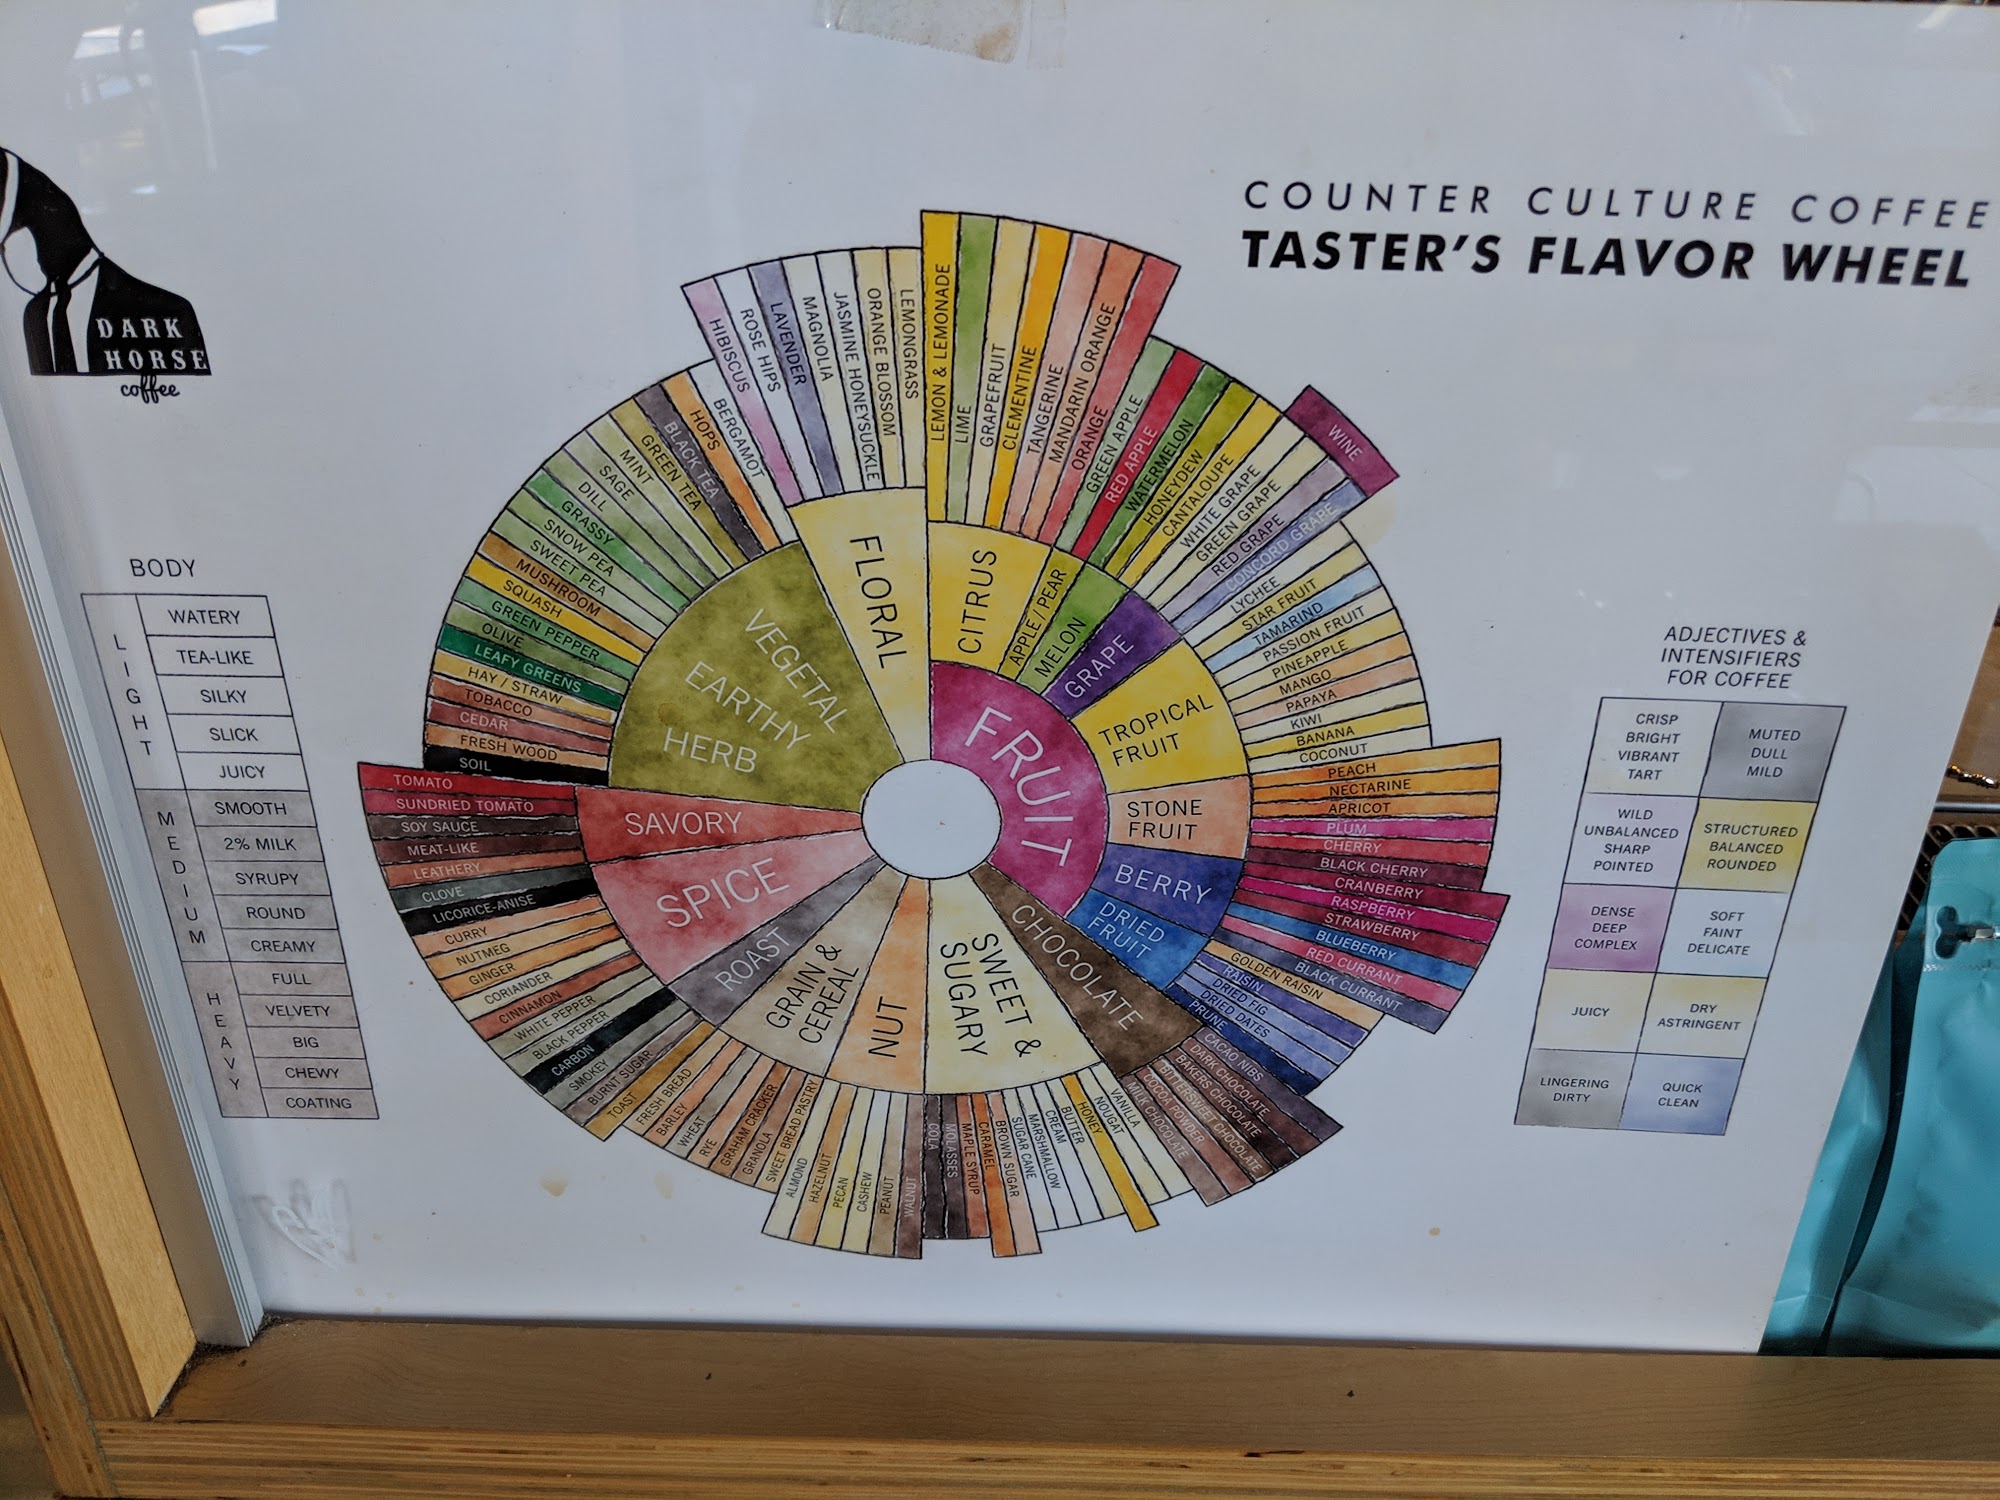 DARK
HORSE
coffee
COUNTER CULTURE COFFEE
TASTER'S FLAVOR WHEEL
BODY
LIGHT
WATERY
TEA-LIKE
SILKY
SLICK
JUICY
MEDIUM
SMOOTH
2% MILK
SYRUPY
ROUND
CREAMY
HEAVY
FULL
VELVETY
BIG
CHEWY
COATING
FLORAL
HIBISCUS
ROSE HIPS
LAVENDER
MAGNOLIA
JASMINE HONEYSUCKLE
ORANGE BLOSSOM
LEMONGRASS
FRUIT
CITRUS
LEMON & LEMONADE
LIME
GRAPEFRUIT
CLEMENTINE
TANGERINE
MANDARIN ORANGE
ORANGE
APPLE / PEAR
GREEN APPLE
RED APPLE
MELON
WATERMELON
HONEYDEW
CANTALOUPE
GRAPE
WHITE GRAPE
GREEN GRAPE
RED GRAPE
CONCORD GRAPE
WINE
TROPICAL
FRUIT
LYCHEE
STAR FRUIT
TAMARIND
PASSION FRUIT
PINEAPPLE
MANGO
PAPAYA
KIWI
BANANA
COCONUT
STONE
FRUIT
PEACH
NECTARINE
APRICOT
PLUM
CHERRY
BLACK CHERRY
BERRY
CRANBERRY
RASPBERRY
STRAWBERRY
BLUEBERRY
RED CURRANT
BLACK CURRANT
DRIED
FRUIT
GOLDEN RAISIN
RAISIN
DRIED FIG
DRIED DATES
PRUNE
CHOCOLATE
CACAO NIBS
DARK CHOCOLATE
BAKERS CHOCOLATE
BITTERSWEET CHOCOLATE
COCOA POWDER
MILK CHOCOLATE
SWEET &
SUGARY
VANILLA
NOUGAT
HONEY
BUTTER
CREAM
MARSHMALLOW
SUGAR CANE
BROWN SUGAR
CARAMEL
MAPLE SYRUP
MOLASSES
COLA
NUT
WALNUT
PEANUT
CASHEW
PECAN
HAZELNUT
ALMOND
GRAIN &
CEREAL
SWEET BREAD PASTRY
GRANOLA
GRAHAM CRACKER
RYE
WHEAT
BARLEY
FRESH BREAD
ROAST
TOAST
BURNT SUGAR
SMOKEY
CARBON
SPICE
BLACK PEPPER
WHITE PEPPER
CINNAMON
CORIANDER
GINGER
NUTMEG
CURRY
LICORICE-ANISE
CLOVE
SAVORY
LEATHERY
MEAT-LIKE
SOY SAUCE
SUNDRIED TOMATO
TOMATO
VEGETAL
EARTHY
HERB
SOIL
FRESH WOOD
CEDAR
TOBACCO
HAY / STRAW
LEAFY GREENS
OLIVE
GREEN PEPPER
SQUASH
MUSHROOM
SWEET PEA
SNOW PEA
GRASSY
DILL
SAGE
MINT
GREEN TEA
BLACK TEA
HOPS
BERGAMOT
ADJECTIVES &
INTENSIFIERS
FOR COFFEE
CRISP
BRIGHT
VIBRANT
TART
MUTED
DULL
MILD
WILD
UNBALANCED
SHARP
POINTED
STRUCTURED
BALANCED
ROUNDED
DENSE
DEEP
COMPLEX
SOFT
FAINT
DELICATE
JUICY
DRY
ASTRINGENT
LINGERING
DIRTY
QUICK
CLEAN